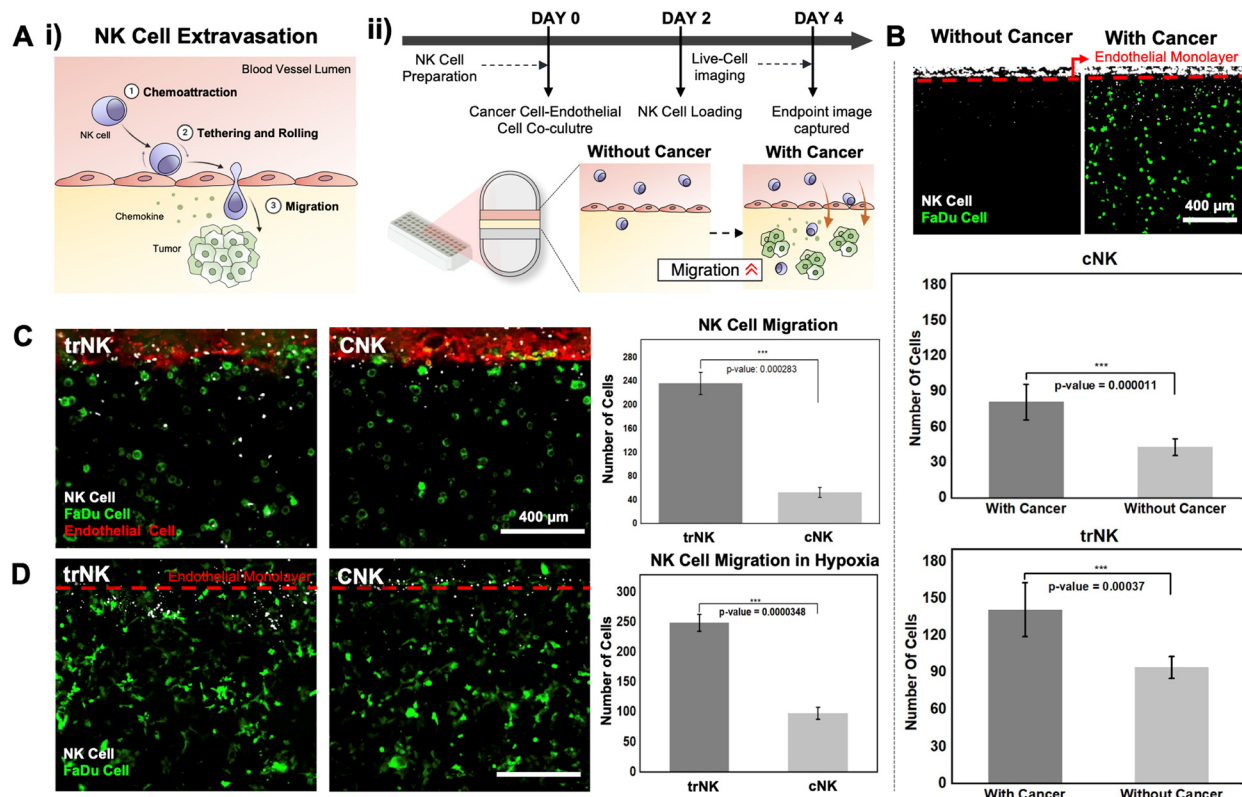 A i)
NK Cell Extravasation
Blood Vessel Lumen
1 Chemoattraction
NK cell
2 Tethering and Rolling
Chemokine
3 Migration
Tumor
ii)
DAY 0
DAY 2
DAY 4
NK Cell
Preparation
Live-Cell
imaging
Cancer Cell-Endothelial
Cell Co-culutre
NK Cell Loading
Endpoint image
captured
Without Cancer
With Cancer
Migration
B
Without Cancer
With Cancer
Endothelial Monolayer
NK Cell
FaDu Cell
400 μm
cNK
Number Of Cells
180
150
120
90
60
30
0
***
p-value = 0.000011
With Cancer
Without Cancer
trNK
Number Of Cells
180
150
120
90
60
30
0
***
p-value = 0.00037
With Cancer
Without Cancer
C
trNK
NK Cell
FaDu Cell
Endothelial Cell
CNK
400 μm
NK Cell Migration
Number of Cells
280
240
200
160
120
80
40
0
***
p-value: 0.000283
trNK
cNK
D
trNK
Endothelial Monolayer
NK Cell
FaDu Cell
CNK
NK Cell Migration in Hypoxia
Number of Cells
300
250
200
150
100
50
0
***
p-value = 0.0000348
trNK
cNK